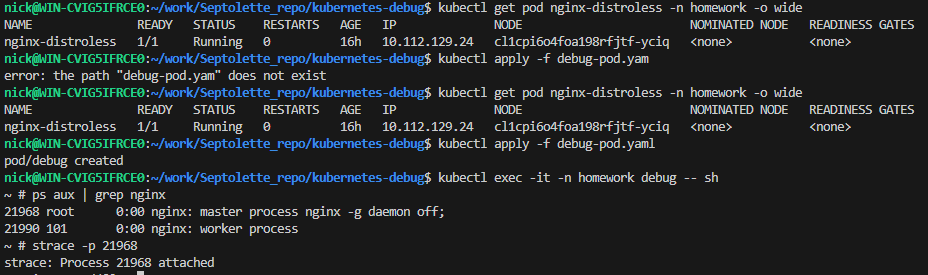 nick@WIN-CVIG5IFRCE0:~/work/Septolette_repo/kubernetes-debug$ kubectl get pod nginx-distroless -n homework -o wide
NAME READY STATUS RESTARTS AGE IP NODE NOMINATED NODE READINESS GATES
nginx-distroless 1/1 Running 0 16h 10.112.129.24 cl1cpi6o4foa198rfjtf-yciq <none> <none>
nick@WIN-CVIG5IFRCE0:~/work/Septolette_repo/kubernetes-debug$ kubectl apply -f debug-pod.yam
error: the path "debug-pod.yam" does not exist
nick@WIN-CVIG5IFRCE0:~/work/Septolette_repo/kubernetes-debug$ kubectl get pod nginx-distroless -n homework -o wide
NAME READY STATUS RESTARTS AGE IP NODE NOMINATED NODE READINESS GATES
nginx-distroless 1/1 Running 0 16h 10.112.129.24 cl1cpi6o4foa198rfjtf-yciq <none> <none>
nick@WIN-CVIG5IFRCE0:~/work/Septolette_repo/kubernetes-debug$ kubectl apply -f debug-pod.yaml
pod/debug created
nick@WIN-CVIG5IFRCE0:~/work/Septolette_repo/kubernetes-debug$ kubectl exec -it -n homework debug -- sh
~ # ps aux | grep nginx
21968 root 0:00 nginx: master process nginx -g daemon off;
21990 101 0:00 nginx: worker process
~ # strace -p 21968
strace: Process 21968 attached